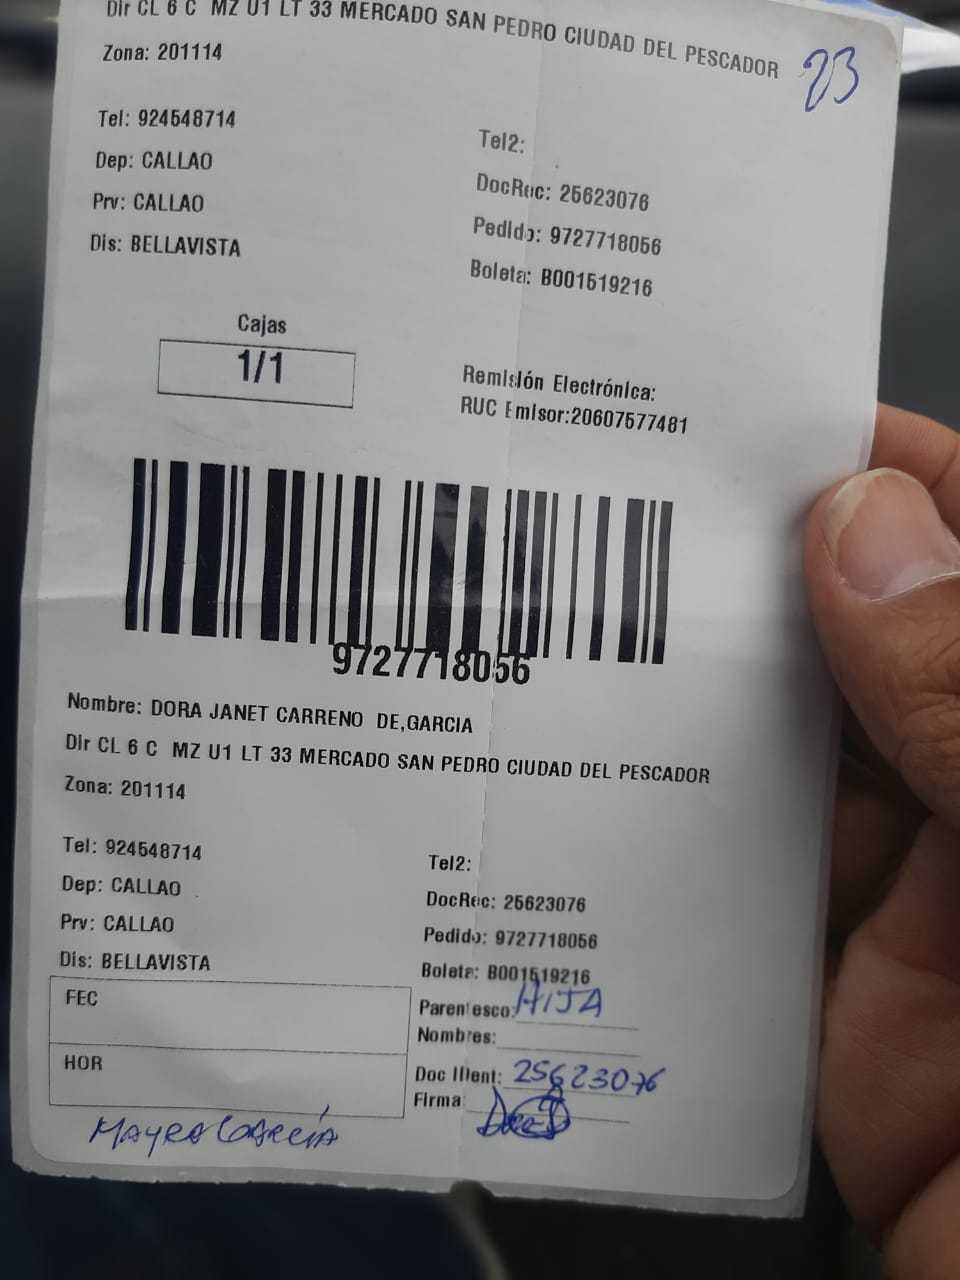 Dir CL 6 C MZ U1 LT 33 MERCADO SAN PEDRO CIUDAD DEL PESCADOR
23
Zona: 201114
Tel: 924548714
Tel2:
Dep: CALLAO
DocRec: 25623076
Prv: CALLAO
Pedido: 9727718056
Dis: BELLAVISTA
Boleta: B001519216
Cajas
1/1
Remisión Electrónica:
RUC Emisor:20607577481
9727718056
Nombre: DORA JANET CARRENO DE,GARCIA
Dir CL 6 C MZ U1 LT 33 MERCADO SAN PEDRO CIUDAD DEL PESCADOR
Zona: 201114
Tel: 924548714
Tel2:
Dep: CALLAO
DocRec: 25623076
Prv: CALLAO
Pedido: 9727718056
Dis: BELLAVISTA
Boleta: B001519216
FEC
Parentesco: HIJA
Nombres:
HOR
Doc IDent: 25623076
Firma:
Mayra García